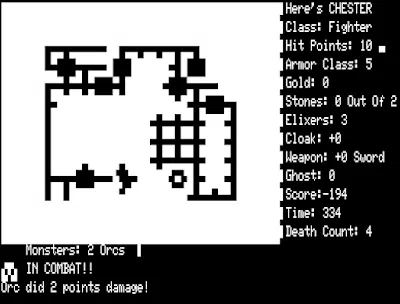 Here's CHESTER
Class: Fighter
Hit Points: 10
Armor Class: 5
Gold: 0
Stones: 0 Out Of 2
Elixers: 3
Cloak: +0
Weapon: +0 Sword
Ghost: 0
Score:-194
Time: 334
Death Count: 4
Monsters: 2 Orcs
IN COMBAT!!
Orc did 2 points damage!